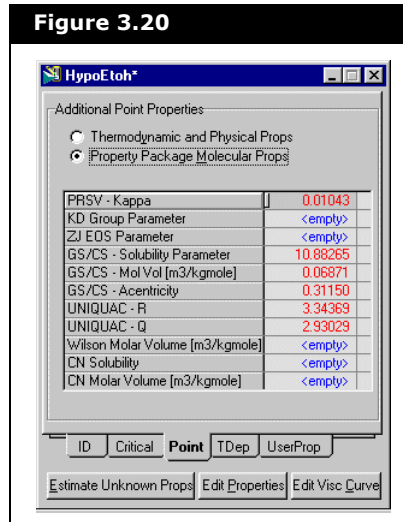 Figure 3.20
HypoEtoh*
Additional Point Properties
Thermodynamic and Physical Props
Property Package Molecular Props
PRSV - Kappa 0.01043
KD Group Parameter <empty>
ZJ EOS Parameter <empty>
GS/CS - Solubility Parameter 10.88265
GS/CS - Mol Vol [m3/kgmole] 0.06871
GS/CS - Acentricity 0.31150
UNIQUAC - R 3.34369
UNIQUAC - Q 2.93029
Wilson Molar Volume [m3/kgmole] <empty>
CN Solubility <empty>
CN Molar Volume [m3/kgmole] <empty>
ID Critical Point TDep UserProp
Estimate Unknown Props Edit Properties Edit Visc Curve